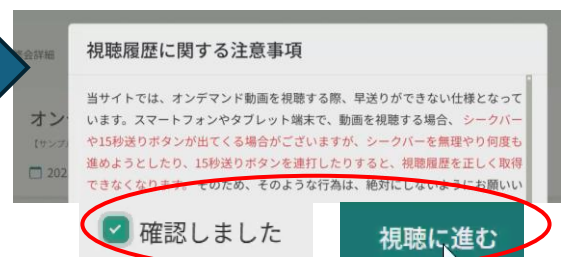 会詳細
視聴履歴に関する注意事項
当サイトでは、オンデマンド動画を視聴する際、早送りができない仕様となって
オン
います。スマートフォンやタブレット端末で、動画を視聴する場合、シークバー
【サンプ
や15秒送りボタンが出てくる場合がございますが、シークバーを無理やり何度も
202
進めようとしたり、15秒送りボタンを連打したりすると、視聴履歴を正しく取得
できなくなります。そのため、そのような行為は、絶対にしないようにお願いい
確認しました
視聴に進む